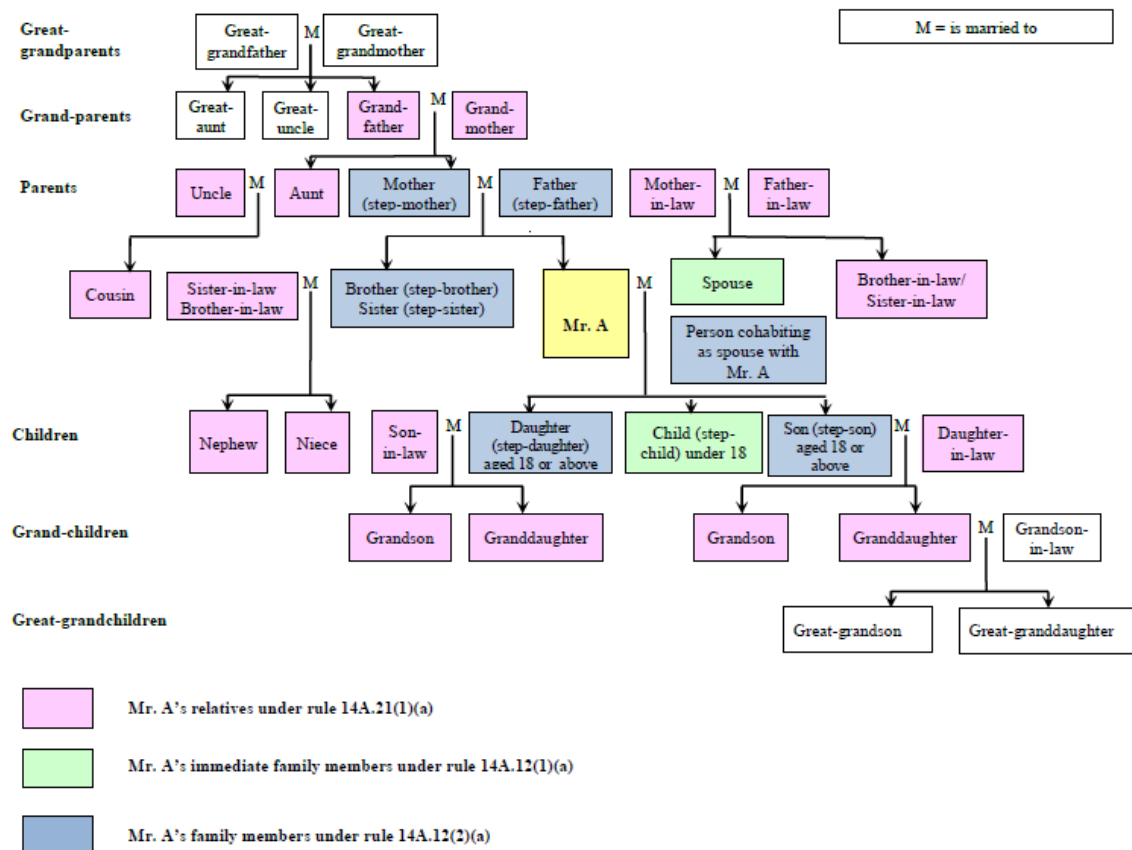 Great-
grandparents
Great-
grandfather
M
Great-
grandmother
M = is married to
Grand-parents
Great-
aunt
Great-
uncle
Grand-
father
M
Grand-
mother
Parents
Uncle
M
Aunt
Mother
(step-mother)
M
Father
(step-father)
Mother-
in-law
M
Father-
in-law
Cousin
Sister-in-law
Brother-in-law
M
Brother (step-brother)
Sister (step-sister)
Mr. A
M
Spouse
Brother-in-law/
Sister-in-law
Person cohabiting
as spouse with
Mr. A
Children
Nephew
Niece
Son-
in-law
M
Daughter
(step-daughter)
aged 18 or above
Child (step-
child) under 18
Son (step-son)
aged 18 or
above
M
Daughter-
in-law
Grand-children
Grandson
Granddaughter
Grandson
Granddaughter
M
Grandson-
in-law
Great-grandchildren
Great-grandson
Great-granddaughter
Mr. A's relatives under rule 14A.21(1)(a)
Mr. A's immediate family members under rule 14A.12(1)(a)
Mr. A's family members under rule 14A.12(2)(a)